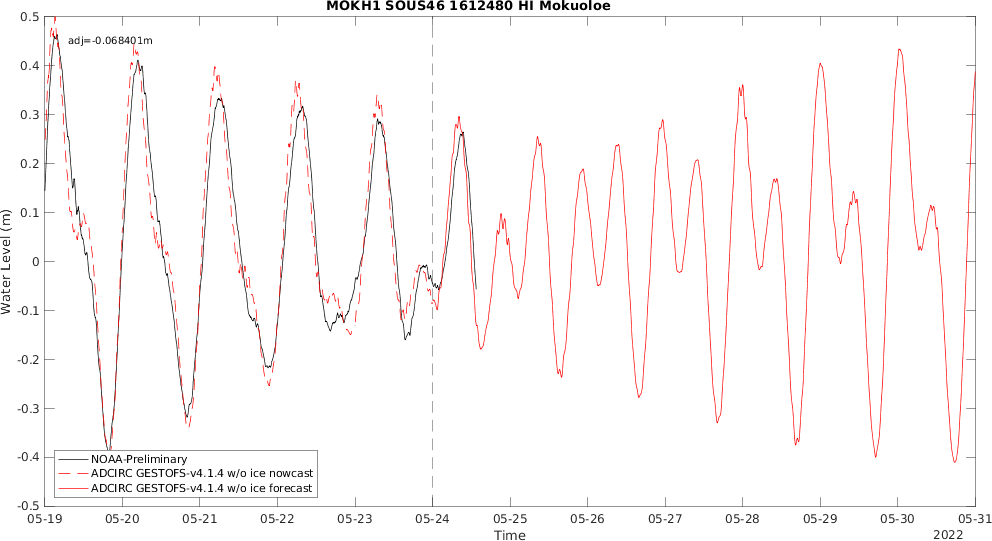 MOKH1 SOUS46 1612480 HI Mokuoloe
adj=-0.068401m
0.5
0.4
0.3
0.2
0.1
0
-0.1
-0.2
-0.3
-0.4
-0.5
Water Level (m)
NOAA-Preliminary
ADCIRC GESTOFS-v4.1.4 w/o ice nowcast
ADCIRC GESTOFS-v4.1.4 w/o ice forecast
05-19 05-20 05-21 05-22 05-23 05-24 05-25 05-26 05-27 05-28 05-29 05-30 05-31
Time
2022